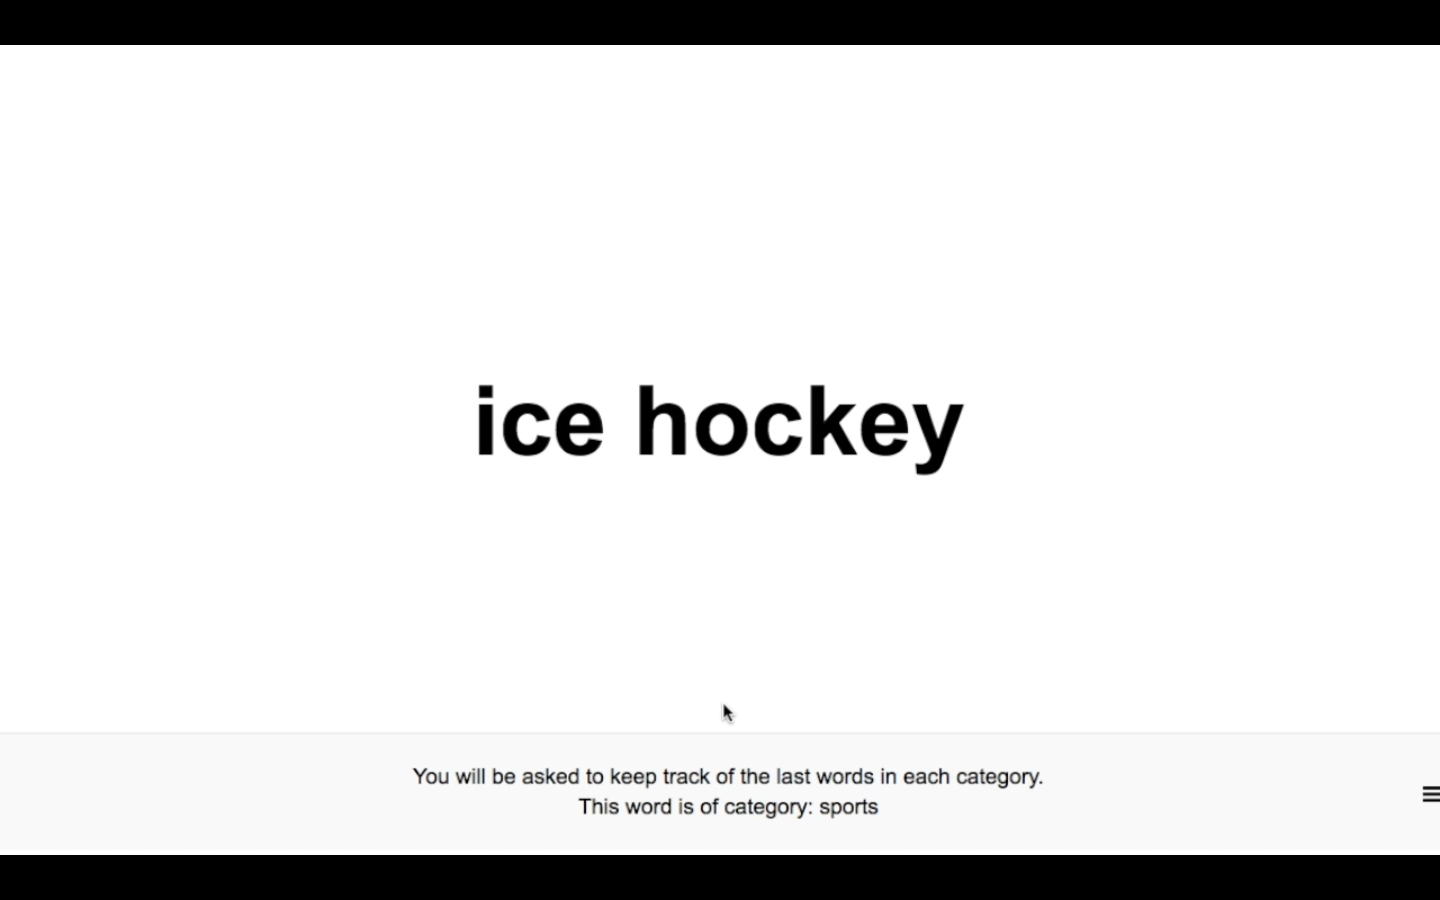 ice hockey
You will be asked to keep track of the last words in each category.
This word is of category: sports